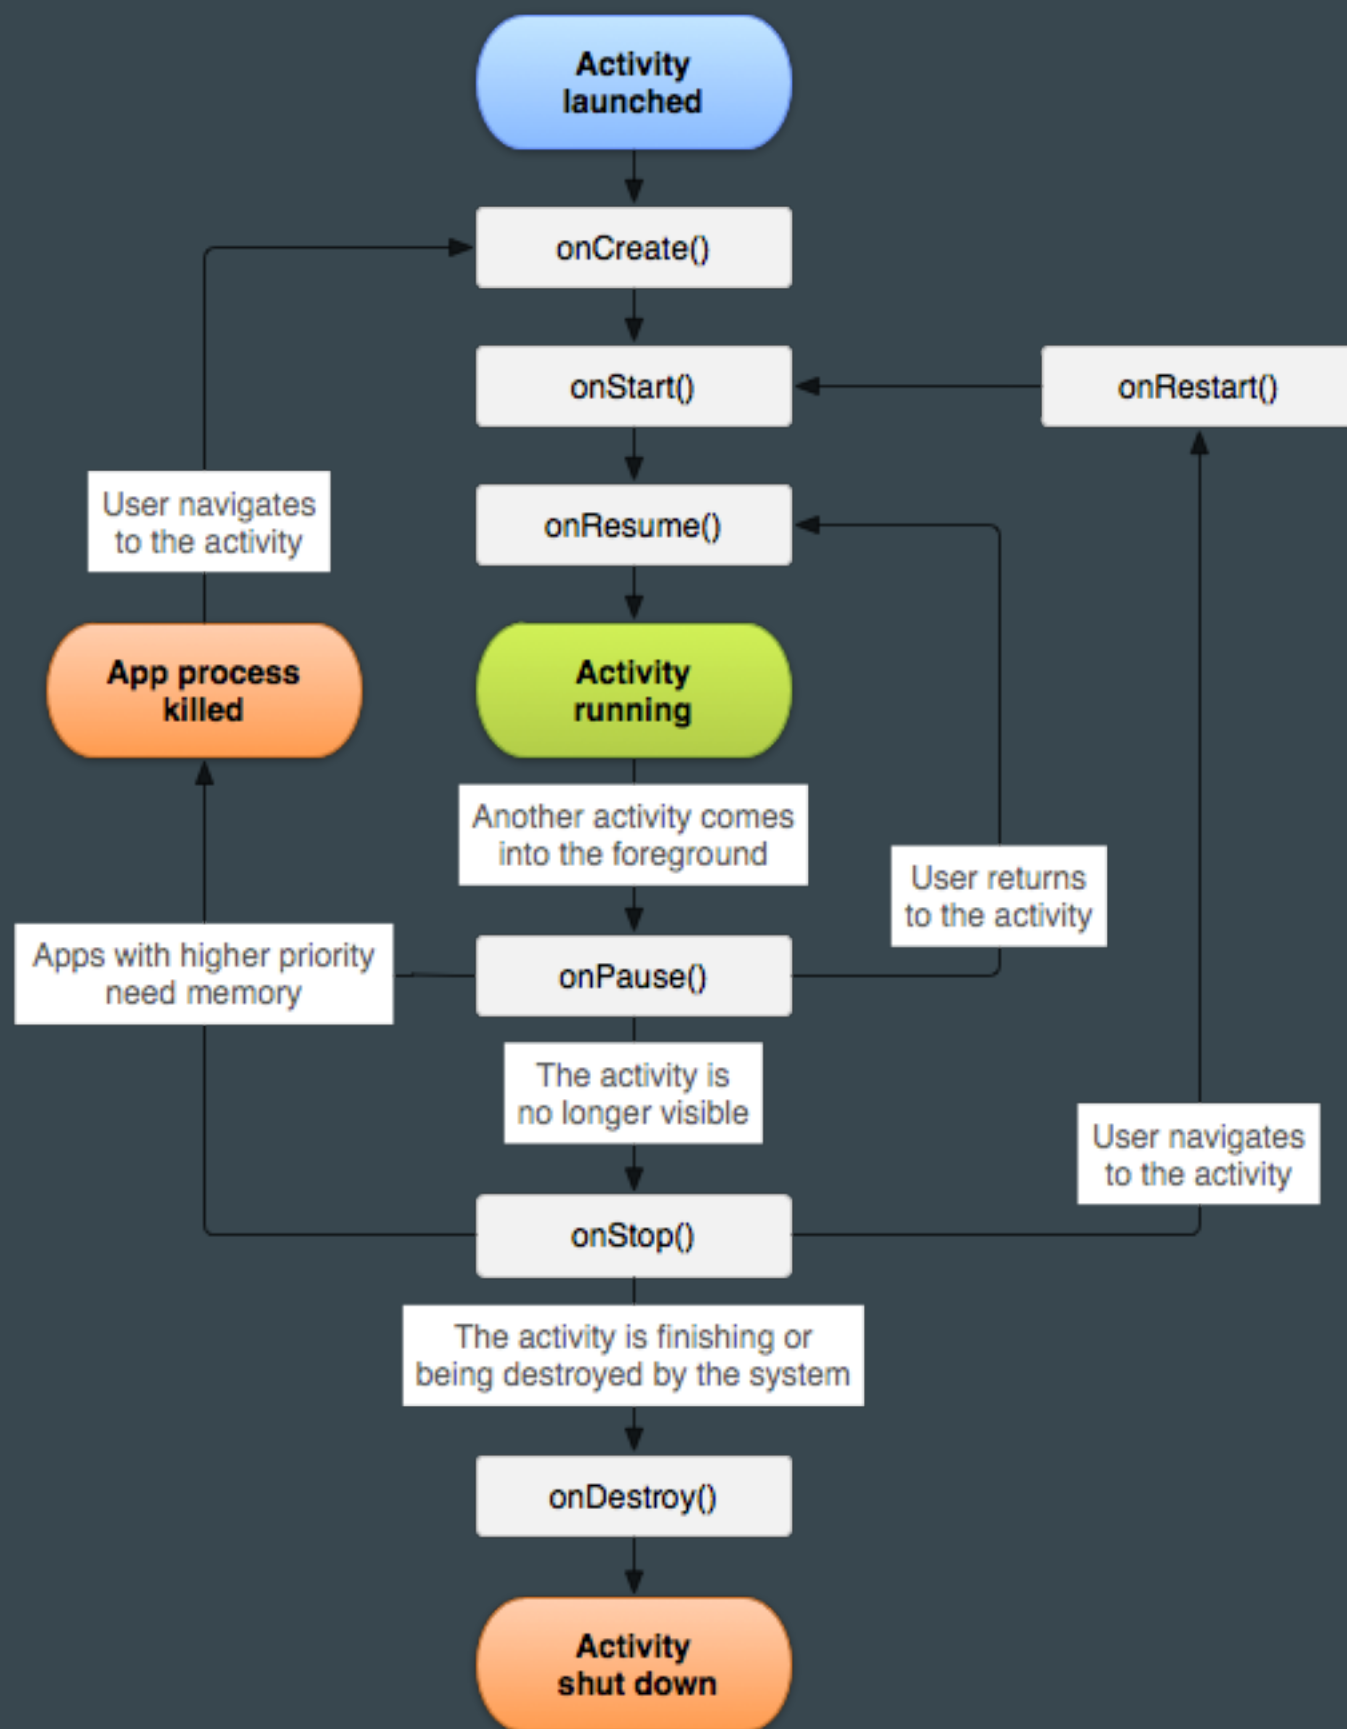 Activity
launched
onCreate()
onStart()
onRestart()
User navigates
to the activity
onResume()
App process
killed
Activity
running
Another activity comes
into the foreground
User returns
to the activity
Apps with higher priority
need memory
onPause()
The activity is
no longer visible
User navigates
to the activity
onStop()
The activity is finishing or
being destroyed by the system
onDestroy()
Activity
shut down